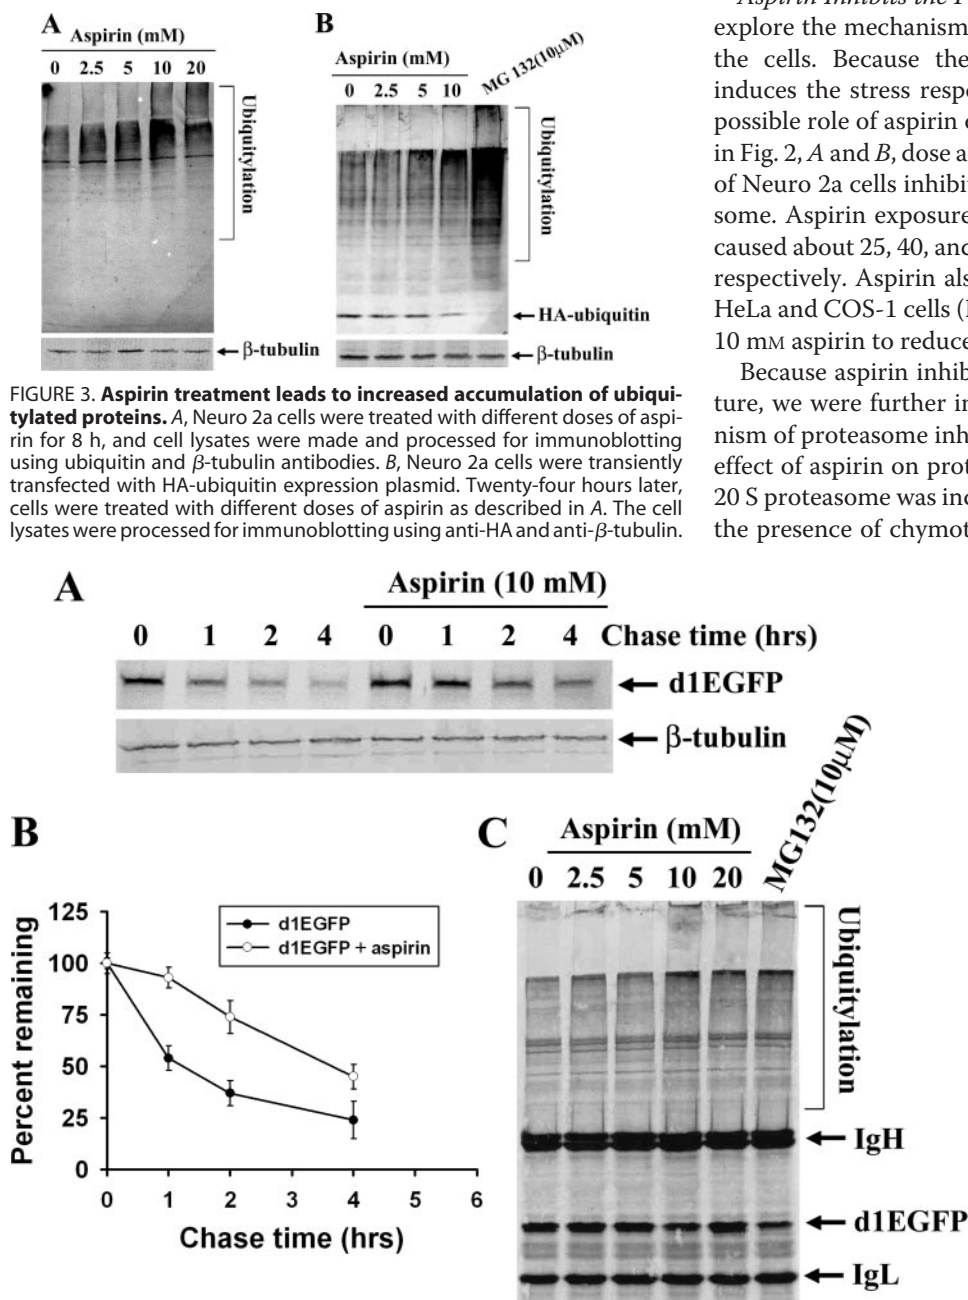 A
Aspirin (mM)
0 2.5 5 10 20
Ubiquitylation
β-tubulin
B
Aspirin (mM)
MG 132(10μM)
0 2.5 5 10
Ubiquitylation
HA-ubiquitin
β-tubulin
FIGURE 3. Aspirin treatment leads to increased accumulation of ubiqui-
tylated proteins. A, Neuro 2a cells were treated with different doses of aspi-
rin for 8 h, and cell lysates were made and processed for immunoblotting
using ubiquitin and β-tubulin antibodies. B, Neuro 2a cells were transiently
transfected with HA-ubiquitin expression plasmid. Twenty-four hours later,
cells were treated with different doses of aspirin as described in A. The cell
lysates were processed for immunoblotting using anti-HA and anti-β-tubulin.
explore the mechanism
the cells. Because the
induces the stress respo
possible role of aspirin
in Fig. 2, A and B, dose a
of Neuro 2a cells inhibi
some. Aspirin exposure
caused about 25, 40, and
respectively. Aspirin als
HeLa and COS-1 cells (
10 mM aspirin to reduce
Because aspirin inhib
ture, we were further in
nism of proteasome inh
effect of aspirin on prot
20 S proteasome was inc
the presence of chymot
A
Aspirin (10 mM)
0 1 2 4 0 1 2 4 Chase time (hrs)
d1EGFP
β-tubulin
B
125
100
75
50
25
0
Percent remaining
d1EGFP
d1EGFP + aspirin
0 1 2 3 4 5 6
Chase time (hrs)
C
Aspirin (mM)
MG132(10μM)
0 2.5 5 10 20
Ubiquitylation
IgH
d1EGFP
IgL